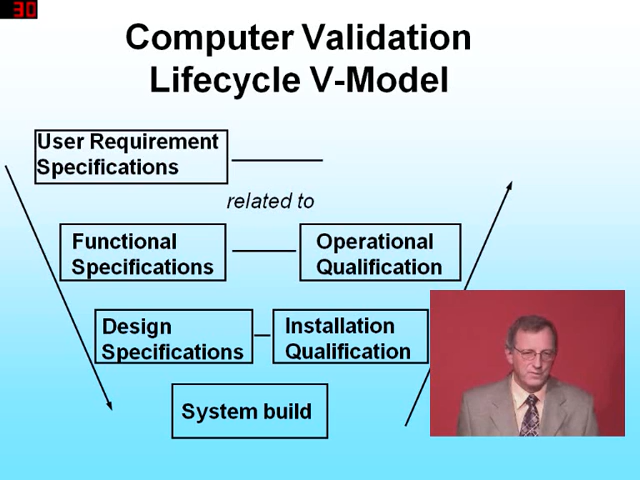 30
Computer Validation
Lifecycle V-Model
User Requirement
Specifications
related to
Functional
Specifications
Operational
Qualification
Design
Specifications
Installation
Qualification
System build